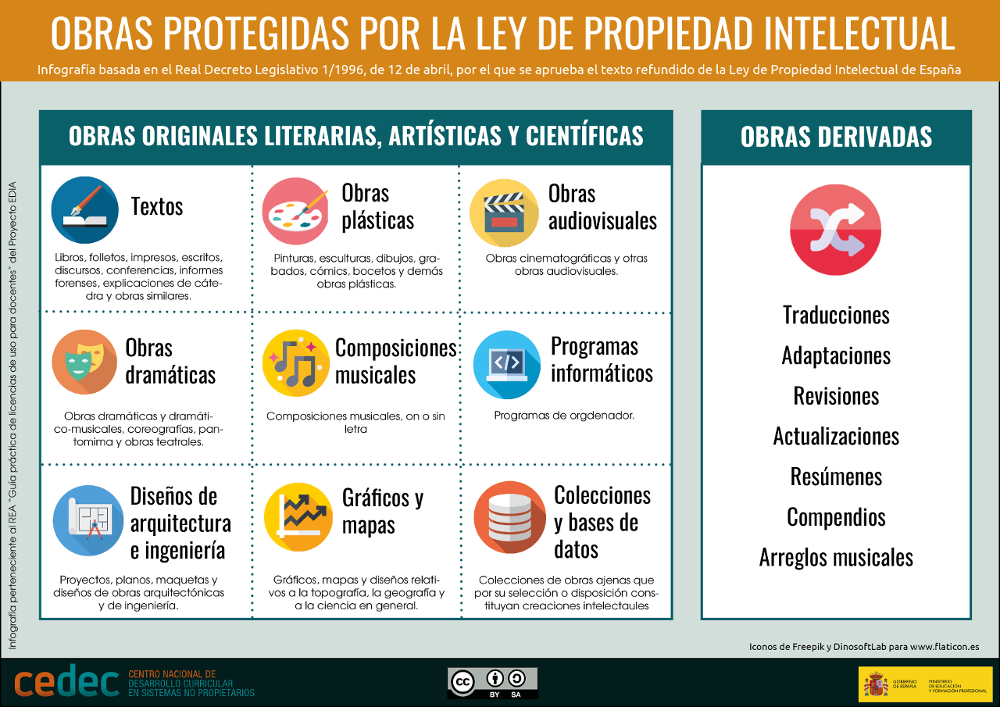 OBRAS PROTEGIDAS POR LA LEY DE PROPIEDAD INTELECTUAL
Infografía basada en el Real Decreto Legislativo 1/1996, de 12 de abril, por el que se aprueba el texto refundido de la Ley de Propiedad Intelectual de España
OBRAS ORIGINALES LITERARIAS, ARTÍSTICAS Y CIENTÍFICAS
Textos
Libros, folletos, impresos, escritos,
discursos, conferencias, informes
forenses, explicaciones de cáte-
dra y obras similares.
Obras
plásticas
Pinturas, esculturas, dibujos, gra-
bados, cómics, bocetos y demás
obras plásticas.
Obras
audiovisuales
Obras cinematográficas y otras
obras audiovisuales.
Obras
dramáticas
Obras dramáticas y dramáti-
co-musicales, coreografías, pan-
tomima y obras teatrales.
Composiciones
musicales
Composiciones musicales, on o sin
letra
Programas
informáticos
Programas de orgdenador.
Diseños de
arquitectura
e ingeniería
Proyectos, planos, maquetas y
diseños de obras arquitectónicas
y de ingeniería.
Gráficos y
mapas
Gráficos, mapas y diseños relati-
vos a la topografía, la geografía y
a la ciencia en general.
Colecciones
y bases de
datos
Colecciones de obras ajenas que
por su selección o disposición cons-
tituyan creaciones intelectaules
OBRAS DERIVADAS
Traducciones
Adaptaciones
Revisiones
Actualizaciones
Resúmenes
Compendios
Arreglos musicales
Infografía perteneciente al REA "Guía práctica de licencias de uso para docentes" del Proyecto EDIA
Iconos de Freepik y DinosoftLab para www.flaticon.es
cedec
CENTRO NACIONAL DE
DESARROLLO CURRICULAR
EN SISTEMAS NO PROPIETARIOS
cc
BY SA
GOBIERNO
DE ESPAÑA
MINISTERIO
DE EDUCACIÓN
Y FORMACIÓN PROFESIONAL